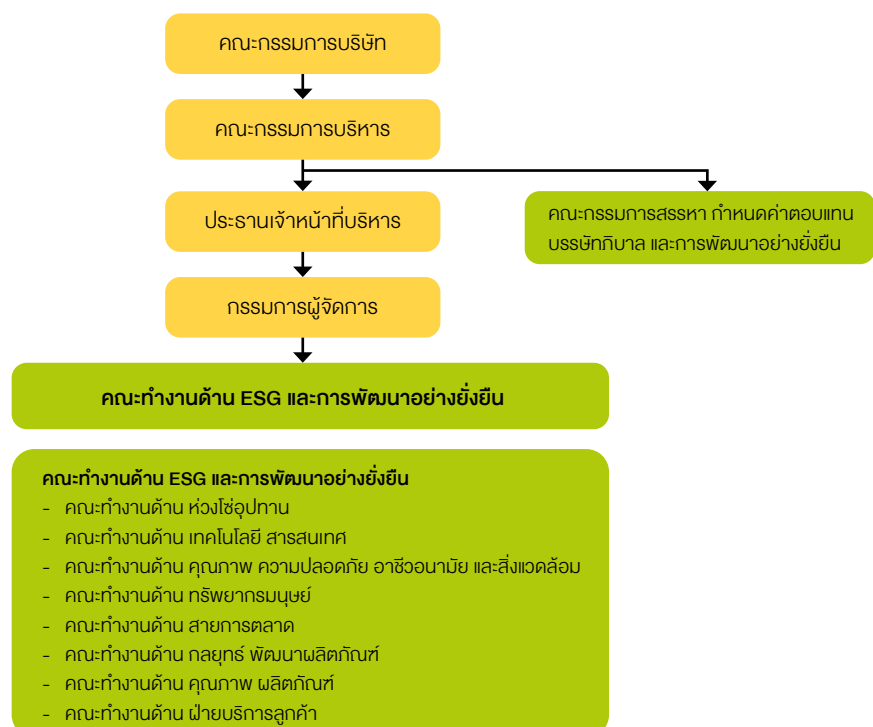 คณะกรรมการบริษัท
คณะกรรมการบริหาร
ประธานเจ้าหน้าที่บริหาร
คณะกรรมการสรรหา กำหนดค่าตอบแทน
บรรษัทภิบาล และการพัฒนาอย่างยั่งยืน
กรรมการผู้จัดการ
คณะทำงานด้าน ESG และการพัฒนาอย่างยั่งยืน
คณะทำงานด้าน ESG และการพัฒนาอย่างยั่งยืน
- คณะทำงานด้าน ห่วงโซ่อุปทาน
- คณะทำงานด้าน เทคโนโลยี สารสนเทศ
- คณะทำงานด้าน คุณภาพ ความปลอดภัย อาชีวอนามัย และสิ่งแวดล้อม
- คณะทำงานด้าน ทรัพยากรมนุษย์
- คณะทำงานด้าน สายการตลาด
- คณะทำงานด้าน กลยุทธ์ พัฒนาผลิตภัณฑ์
- คณะทำงานด้าน คุณภาพ ผลิตภัณฑ์
- คณะทำงานด้าน ฝ่ายบริการลูกค้า